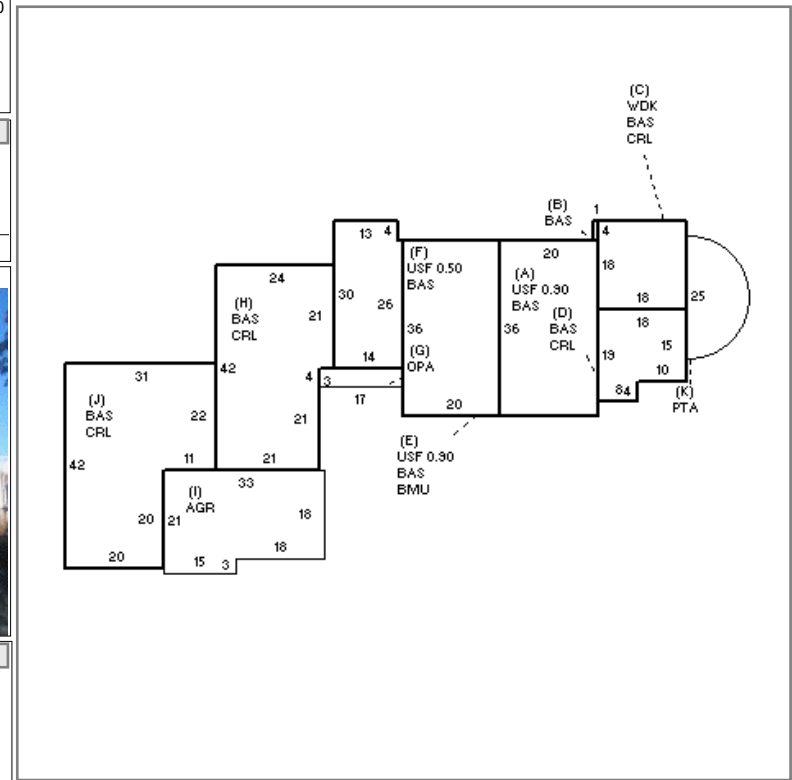 (C)
WDK
BAS
CRL
(B)
BAS
1
4
13
4
20
(F)
USF 0.50
BAS
(A)
USF 0.90
BAS
18
24
(H)
BAS
CRL
21
30
26
18
25
(D)
BAS
CRL
18
36
36
(G)
OPA
14
19
15
42
4
3
10
31
17
8
4
(K)
PTA
(J)
BAS
CRL
22
21
20
(E)
USF 0.90
BAS
BMU
42
11
21
33
(I)
AGR
20
21
18
18
20
15
3